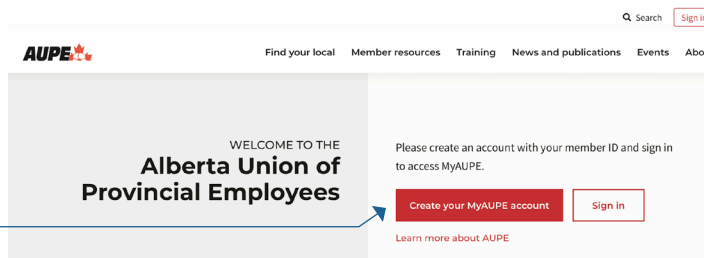 Search
Sign in
AUPE
Find your local Member resources Training News and publications Events Abo
WELCOME TO THE
Alberta Union of
Provincial Employees
Please create an account with your member ID and sign in
to access MyAUPE.
Create your MyAUPE account
Sign in
Learn more about AUPE